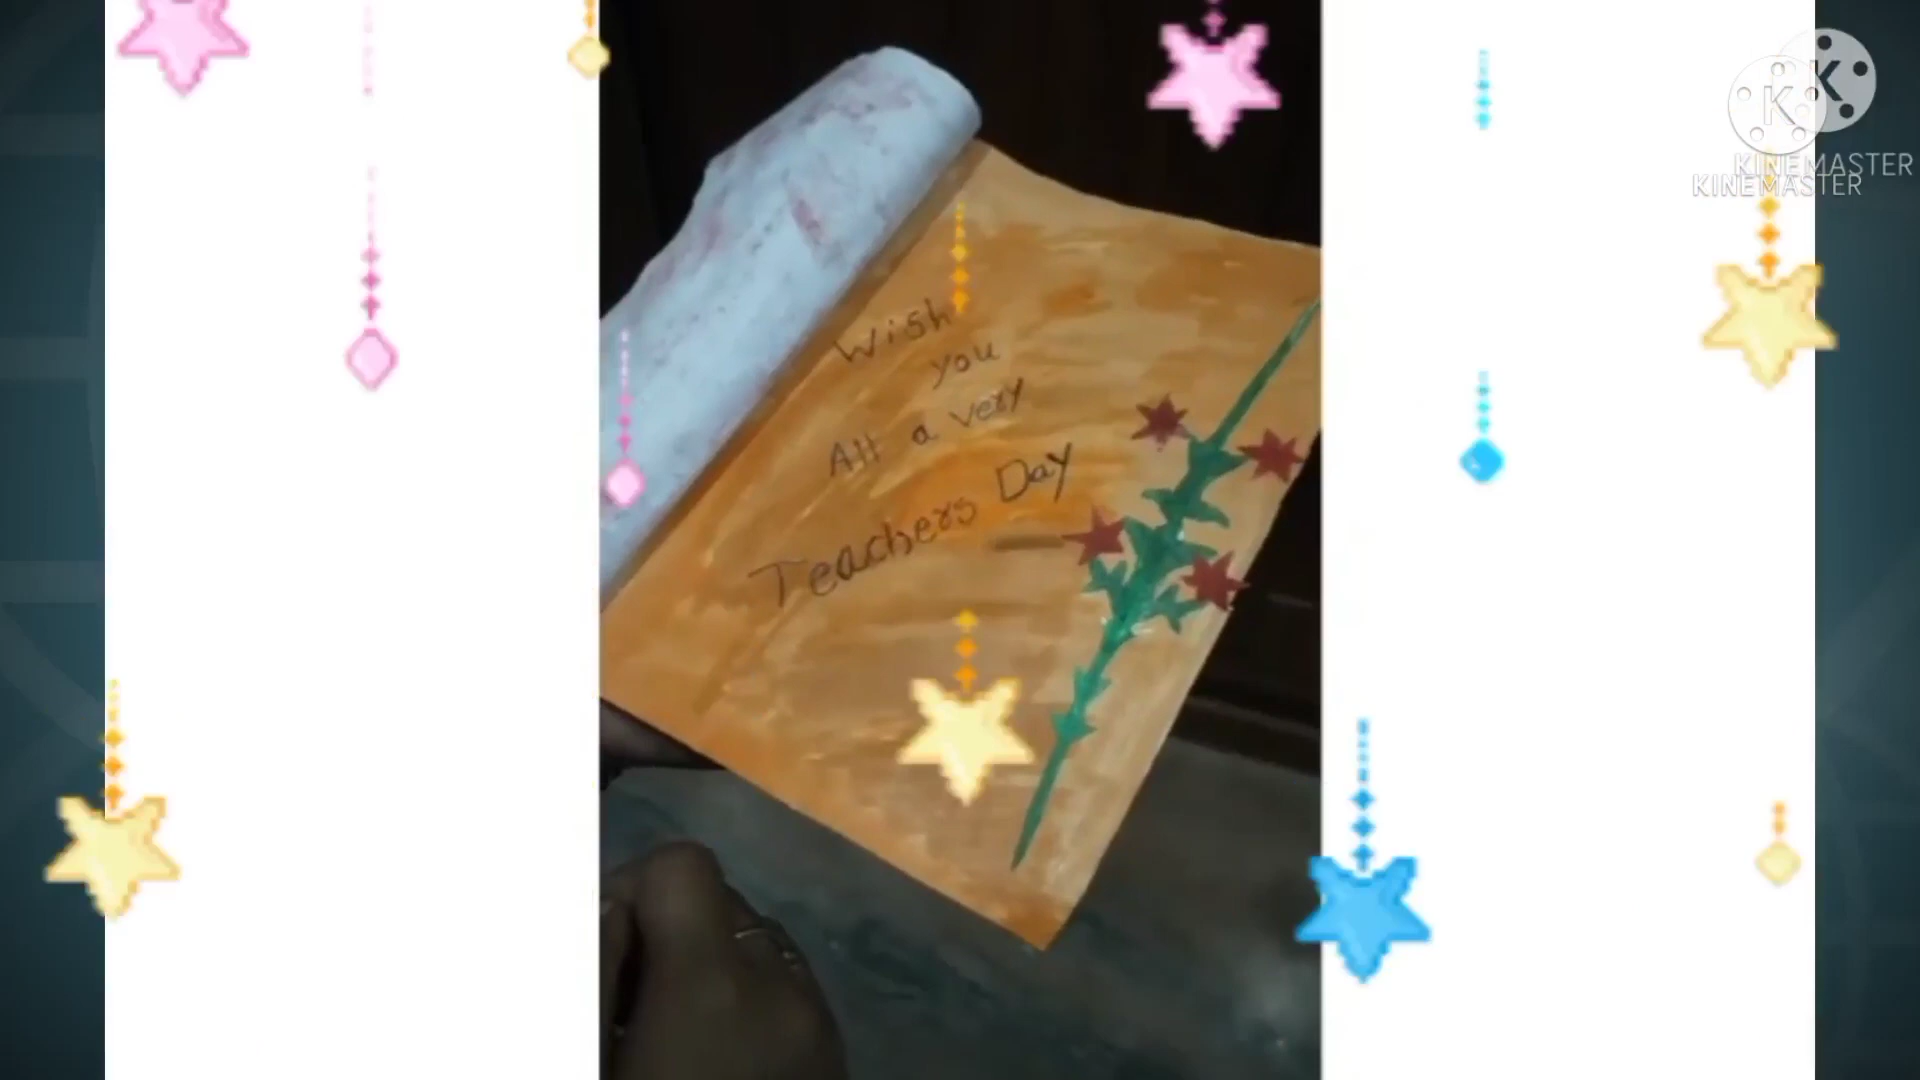 Wish
you
All a very
Teachers Day
K
K
KINEMASTER
KINEMASTER